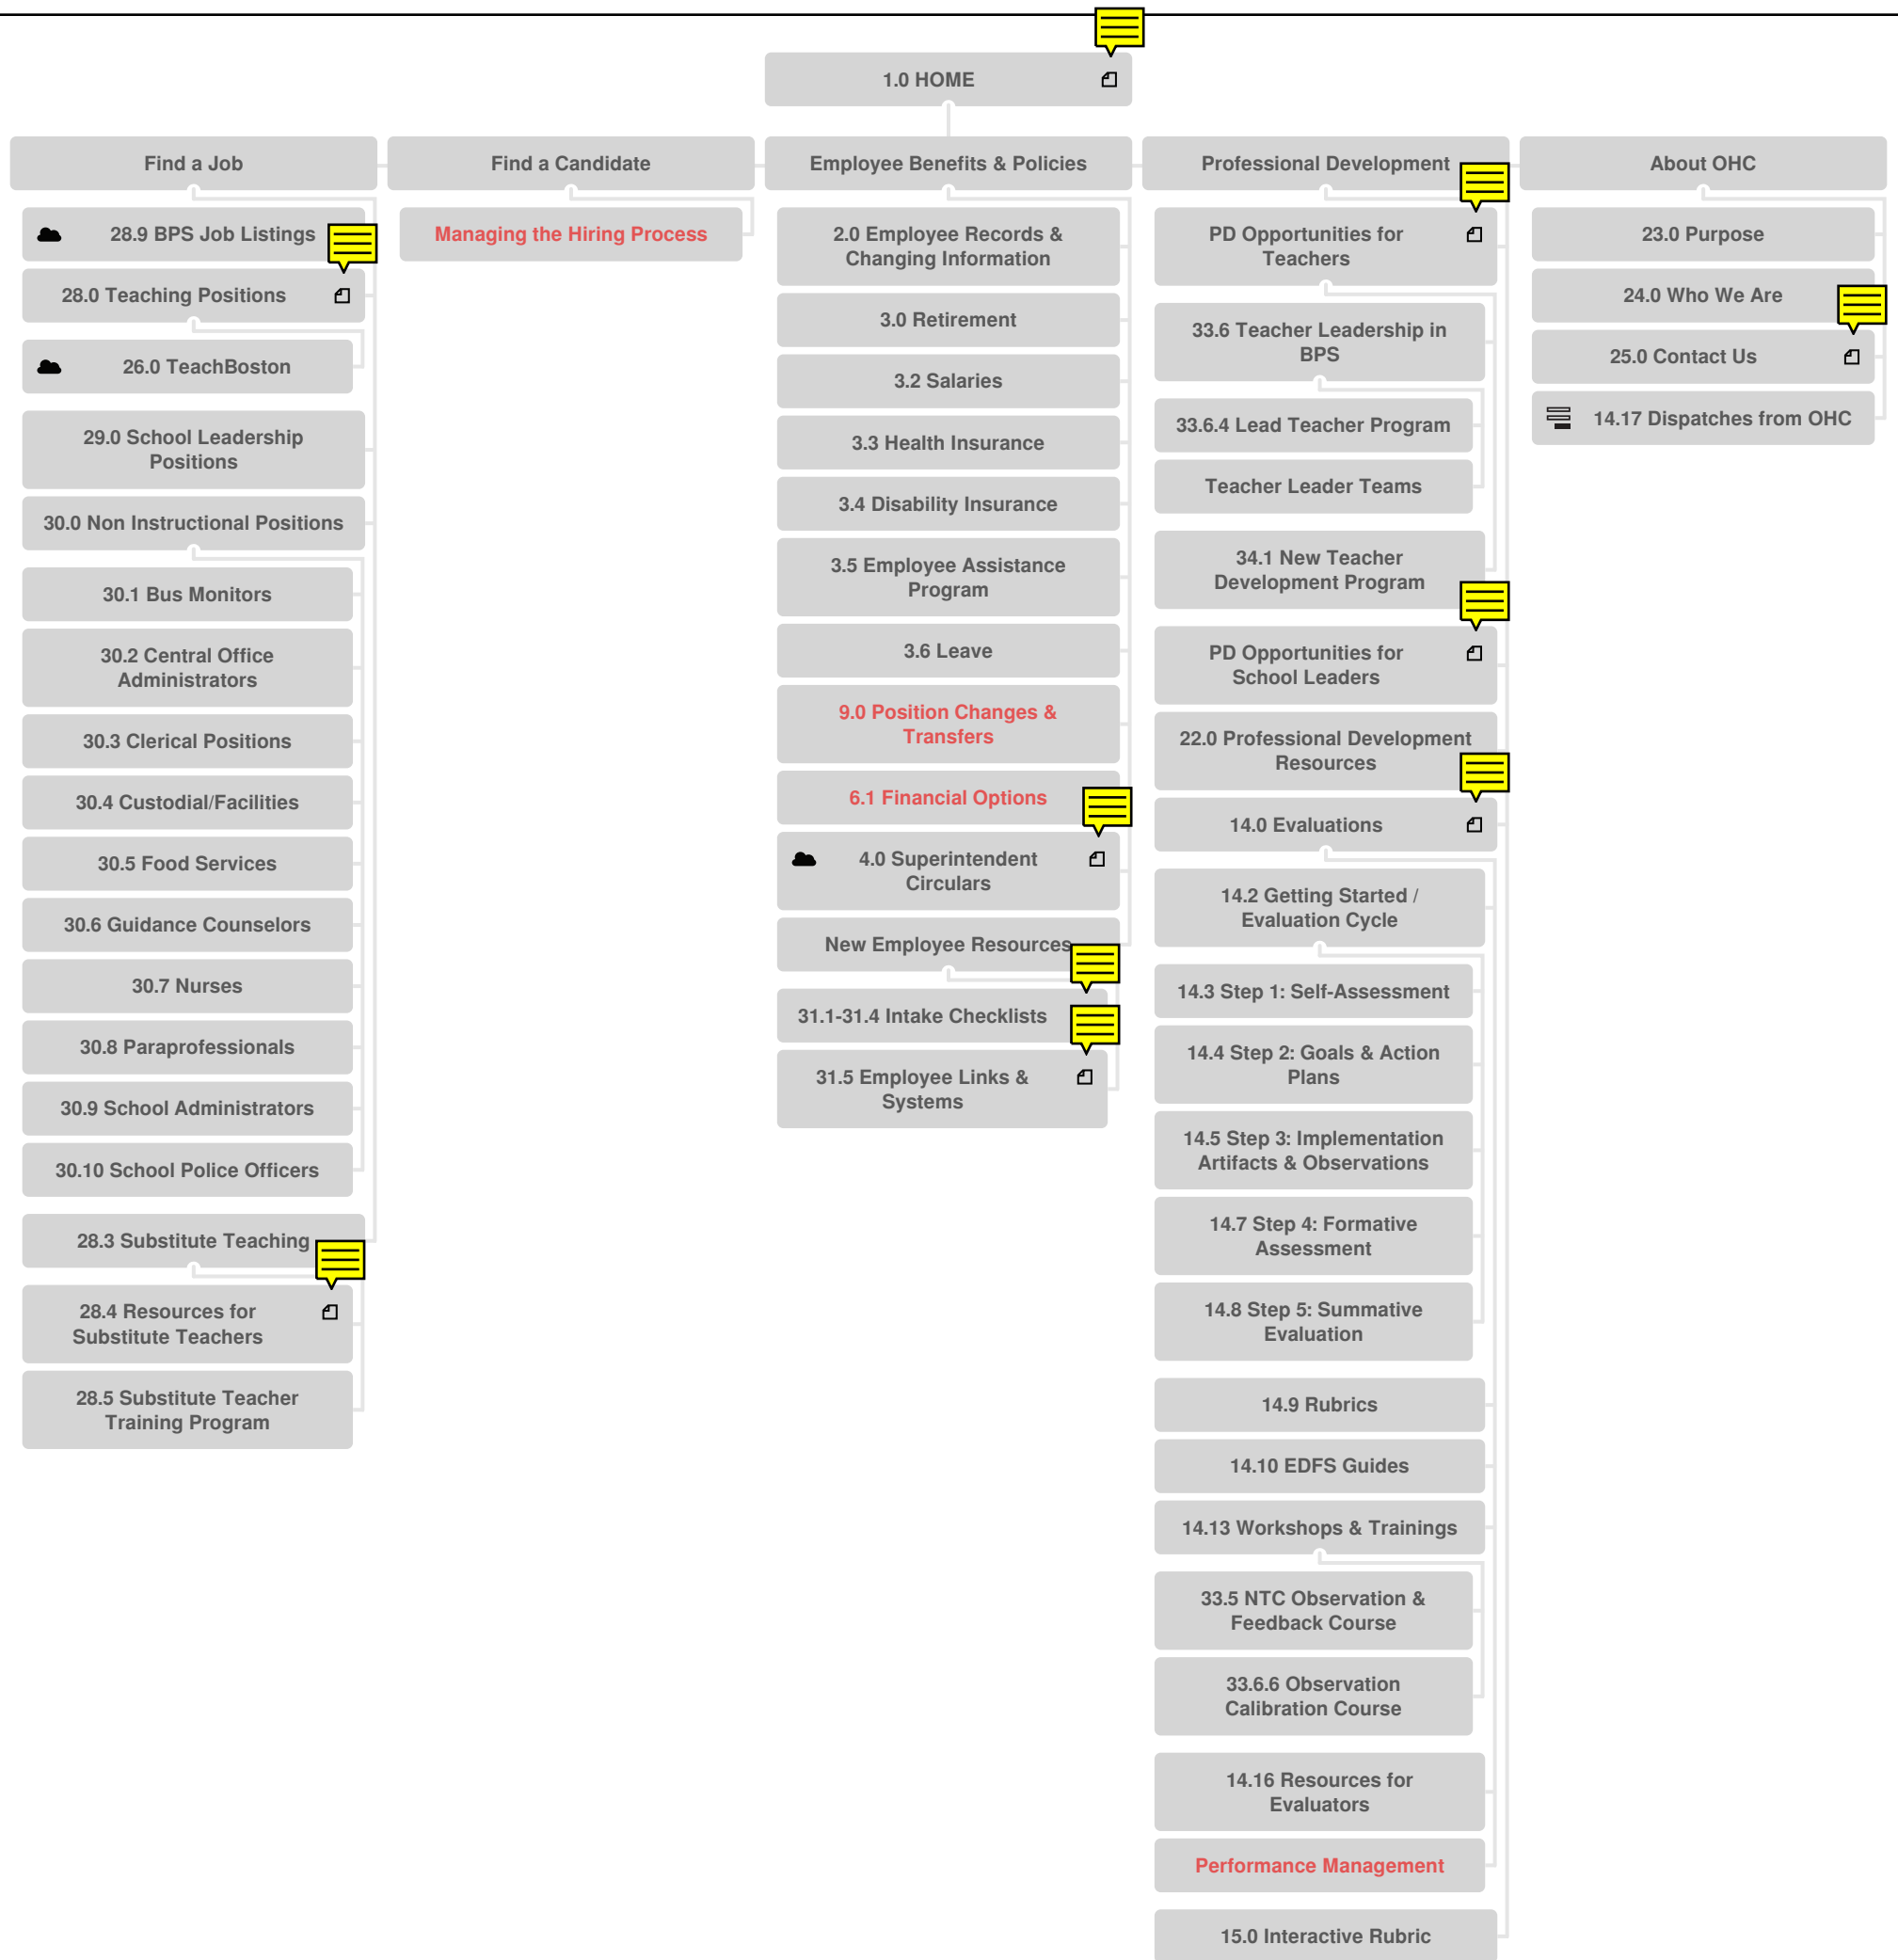 1.0 HOME
Find a Job
28.9 BPS Job Listings
28.0 Teaching Positions
26.0 TeachBoston
29.0 School Leadership
Positions
30.0 Non Instructional Positions
30.1 Bus Monitors
30.2 Central Office
Administrators
30.3 Clerical Positions
30.4 Custodial/Facilities
30.5 Food Services
30.6 Guidance Counselors
30.7 Nurses
30.8 Paraprofessionals
30.9 School Administrators
30.10 School Police Officers
28.3 Substitute Teaching
28.4 Resources for
Substitute Teachers
28.5 Substitute Teacher
Training Program
Find a Candidate
Managing the Hiring Process
Employee Benefits & Policies
2.0 Employee Records &
Changing Information
3.0 Retirement
3.2 Salaries
3.3 Health Insurance
3.4 Disability Insurance
3.5 Employee Assistance
Program
3.6 Leave
9.0 Position Changes &
Transfers
6.1 Financial Options
4.0 Superintendent
Circulars
New Employee Resources
31.1-31.4 Intake Checklists
31.5 Employee Links &
Systems
Professional Development
PD Opportunities for
Teachers
33.6 Teacher Leadership in
BPS
33.6.4 Lead Teacher Program
Teacher Leader Teams
34.1 New Teacher
Development Program
PD Opportunities for
School Leaders
22.0 Professional Development
Resources
14.0 Evaluations
14.2 Getting Started /
Evaluation Cycle
14.3 Step 1: Self-Assessment
14.4 Step 2: Goals & Action
Plans
14.5 Step 3: Implementation
Artifacts & Observations
14.7 Step 4: Formative
Assessment
14.8 Step 5: Summative
Evaluation
14.9 Rubrics
14.10 EDFS Guides
14.13 Workshops & Trainings
33.5 NTC Observation &
Feedback Course
33.6.6 Observation
Calibration Course
14.16 Resources for
Evaluators
Performance Management
15.0 Interactive Rubric
About OHC
23.0 Purpose
24.0 Who We Are
25.0 Contact Us
14.17 Dispatches from OHC